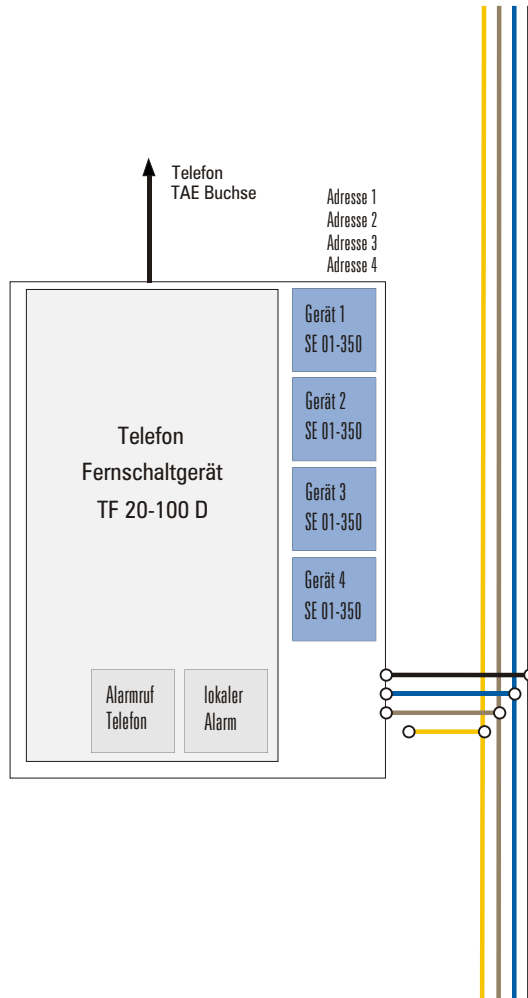 Telefon
TAE Buchse
Adresse 1
Adresse 2
Adresse 3
Adresse 4
Gerät 1
SE 01-350
Gerät 2
SE 01-350
Gerät 3
SE 01-350
Gerät 4
SE 01-350
Telefon
Fernschaltgerät
TF 20-100 D
Alarmruf
Telefon
lokaler
Alarm